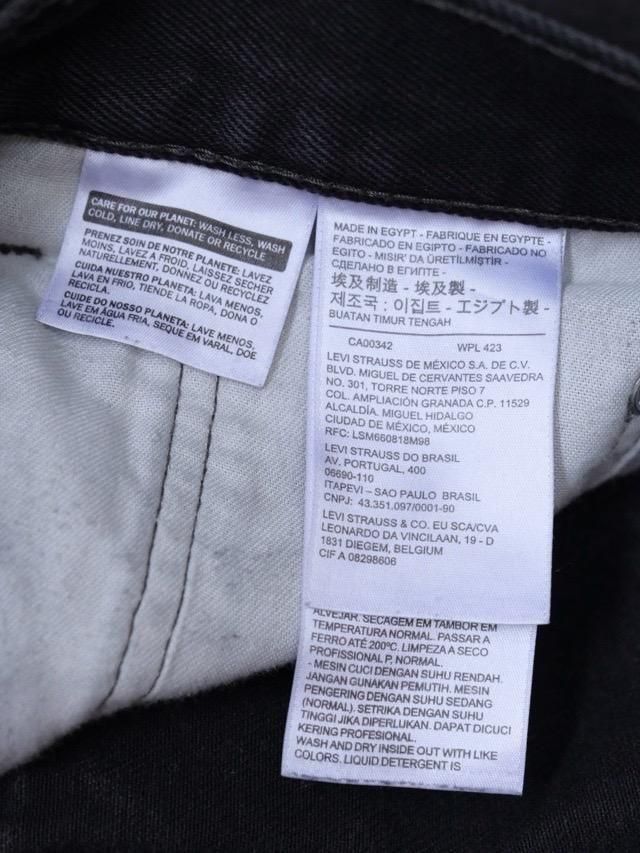 CARE FOR OUR PLANET: WASH LESS, WASH
COLD, LINE DRY, DONATE OR RECYCLE
PRENEZ SOIN DE NOTRE PLANETE: LAVEZ
MOINS, LAVEZ A FROID, LAISSEZ SECHER
NATURELLEMENT, DONNEZ OU RECYCLEZ
CUIDA NUESTRO PLANETA: LAVA MENOS,
LAVA EN FRIO, TIENDE LA ROPA, DONA O
RECICLA.
CUIDE DO NOSSO PLANETA: LAVE MENOS,
LAVE EM ÁGUA FRIA, SEQUE EM VARAL, DOE
OU RECICLE.
MADE IN EGYPT - FABRIQUE EN EGYPTE -
FABRICADO EN EGIPTO - FABRICADO NO
EGITO - MISIR' DA ÜRETİLMİŞTİR -
СДЕЛАНО В ЕГИПТЕ -
埃及制造 - 埃及製 -
제조국 : 이집트 - エジプト製 -
BUATAN TIMUR TENGAH
CA00342 WPL 423
LEVI STRAUSS DE MÉXICO S.A. DE C.V.
BLVD. MIGUEL DE CERVANTES SAAVEDRA
NO. 301, TORRE NORTE PISO 7
COL. AMPLIACIÓN GRANADA C.P. 11529
ALCALDÍA. MIGUEL HIDALGO
CIUDAD DE MÉXICO, MÉXICO
RFC: LSM660818M98
LEVI STRAUSS DO BRASIL
AV. PORTUGAL, 400
06690-110
ITAPEVI – SAO PAULO BRASIL
CNPJ: 43.351.097/0001-90
LEVI STRAUSS & CO. EU SCA/CVA
LEONARDO DA VINCILAAN, 19 - D
1831 DIEGEM, BELGIUM
CIF A 08298606
ALVEJAR. SECAGEM EM TAMBOR EM
TEMPERATURA NORMAL. PASSAR A
FERRO ATÉ 200ºC. LIMPEZA A SECO
PROFISSIONAL P, NORMAL.
- MESIN CUCI DENGAN SUHU RENDAH.
JANGAN GUNAKAN PEMUTIH. MESIN
PENGERING DENGAN SUHU SEDANG
(NORMAL). SETRIKA DENGAN SUHU
TINGGI JIKA DIPERLUKAN. DAPAT DICUCI
KERING PROFESIONAL.
WASH AND DRY INSIDE OUT WITH LIKE
COLORS. LIQUID DETERGENT IS